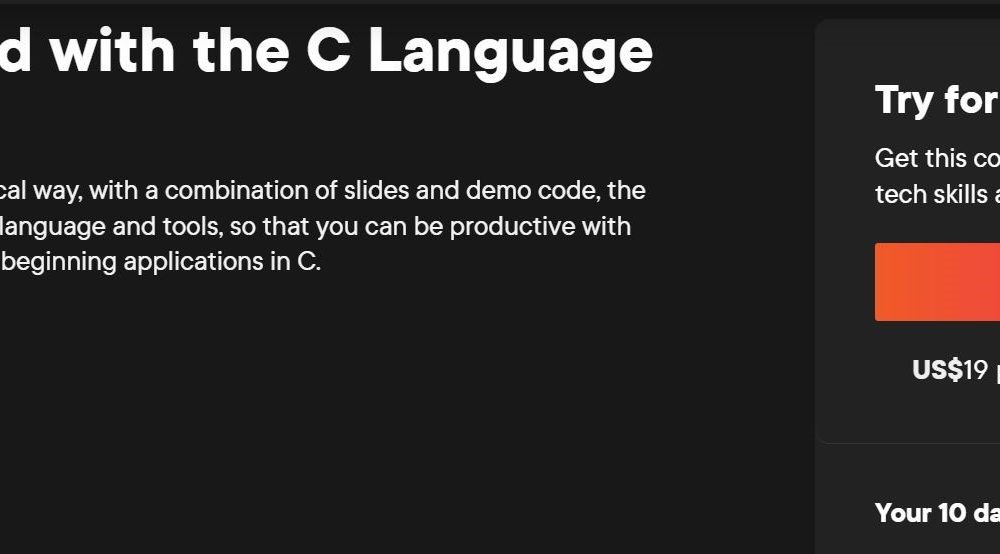 d with the C Language
cal way, with a combination of slides and demo code, the
language and tools, so that you can be productive with
beginning applications in C.
Try for
Get this co
tech skills a
US$19 p
Your 10 da